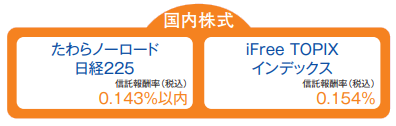 国内株式
たわらノーロード
日経225
信託報酬率（税込）
0.143%以内
iFree TOPIX
インデックス
信託報酬率（税込）
0.154%